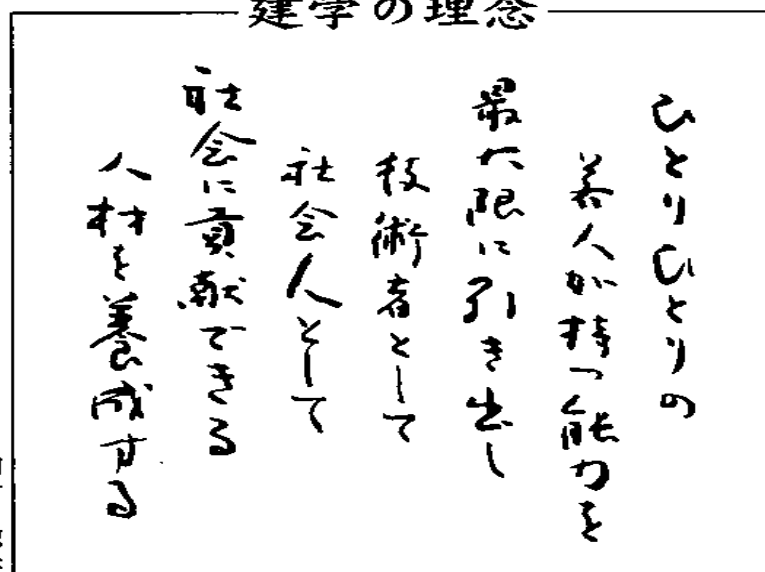 建学の理念
ひとりひとりの
若人が持つ能力を
最大限に引き出し
技術者として
社会人として
社会に貢献できる
人材を養成する